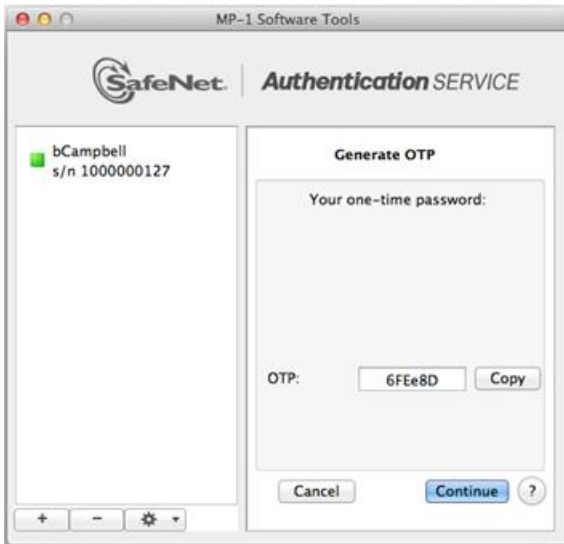 MP-1 Software Tools
SafeNet. Authentication SERVICE
bCampbell
s/n 1000000127
Generate OTP
Your one-time password:
OTP: 6FEe8D Copy
Cancel Continue ?
+ −